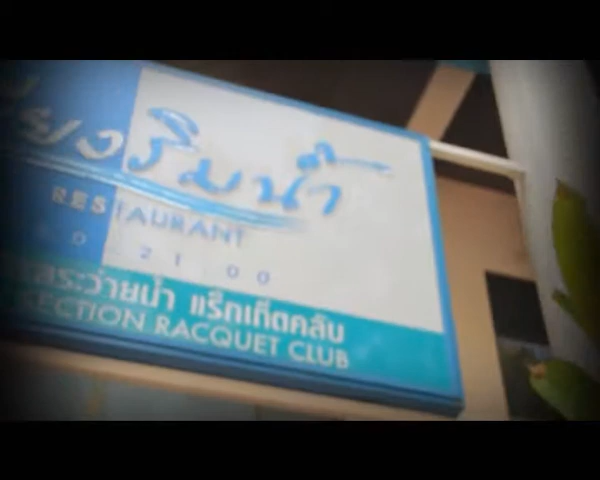 ริมน้ำ
RESTAURANT
21 00
สระว่ายน้ำ แร็กเก็ตคลับ
SECTION RACQUET CLUB